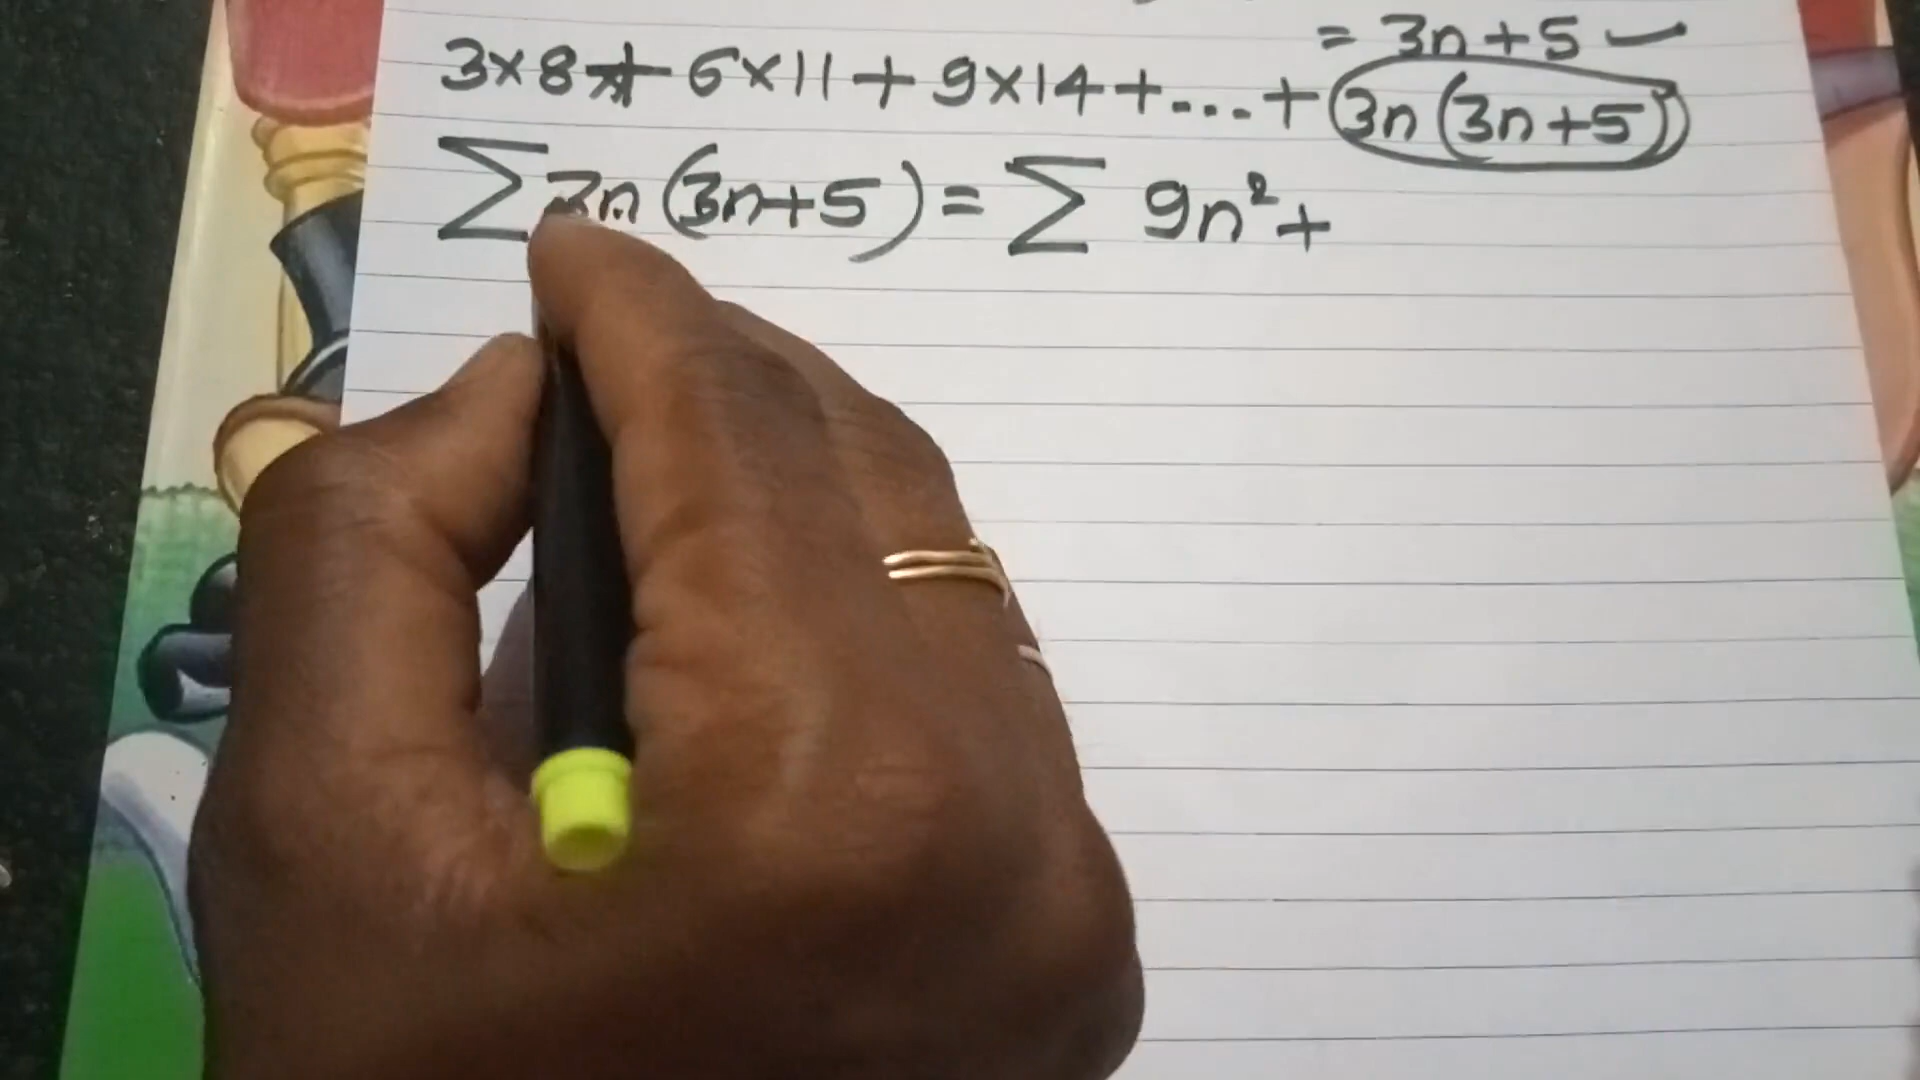 = 3n+5
3×8+ 6×11 + 9×14 +...+ 3n (3n+5)
∑ 3n (3n+5) = ∑ 9n²+